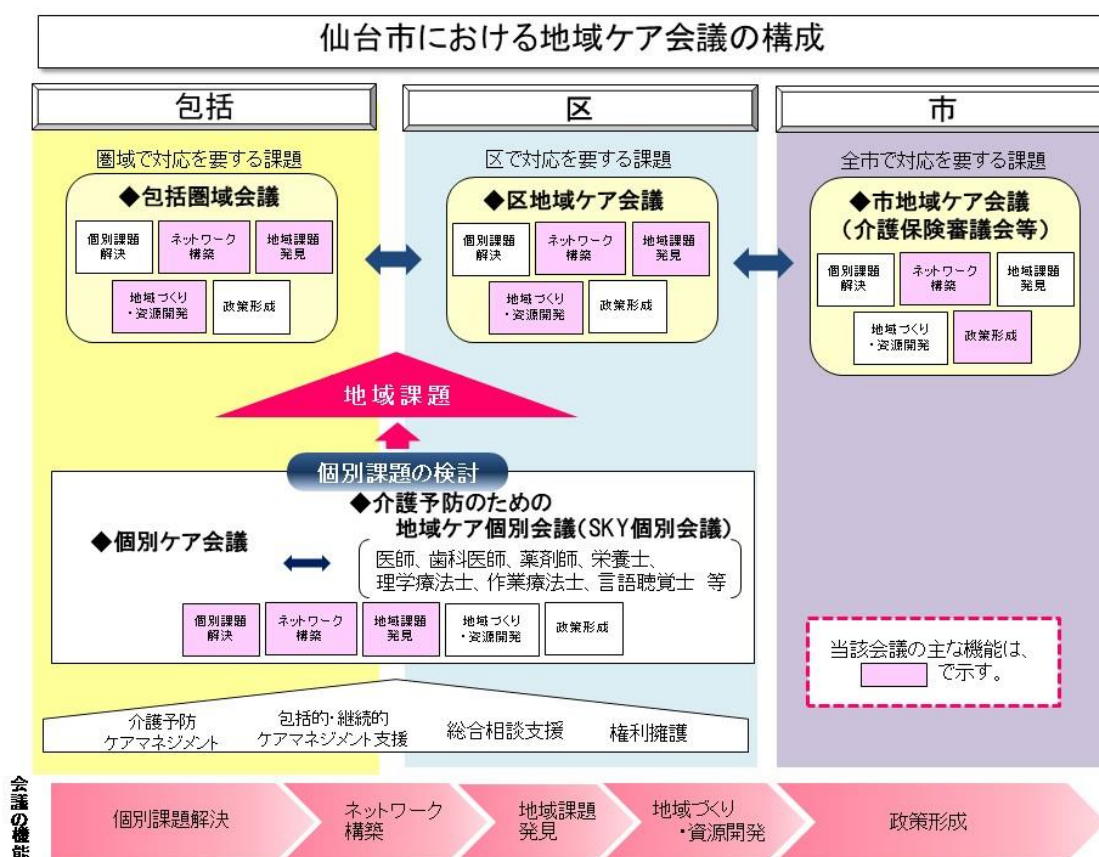 仙台市における地域ケア会議の構成
包括
区
市
圏域で対応を要する課題
◆包括圏域会議
個別課題
解決
ネットワーク
構築
地域課題
発見
地域づくり
・資源開発
政策形成
区で対応を要する課題
◆区地域ケア会議
個別課題
解決
ネットワーク
構築
地域課題
発見
地域づくり
・資源開発
政策形成
全市で対応を要する課題
◆市地域ケア会議
（介護保険審議会等）
個別課題
解決
ネットワーク
構築
地域課題
発見
地域づくり
・資源開発
政策形成
地域課題
個別課題の検討
◆個別ケア会議
◆介護予防のための
地域ケア個別会議(SKY個別会議)
医師、歯科医師、薬剤師、栄養士、
理学療法士、作業療法士、言語聴覚士 等
個別課題
解決
ネットワーク
構築
地域課題
発見
地域づくり
・資源開発
政策形成
当該会議の主な機能は、
で示す。
介護予防
ケアマネジメント
包括的・継続的
ケアマネジメント支援
総合相談支援
権利擁護
会議の機能
個別課題解決
ネットワーク
構築
地域課題
発見
地域づくり
・資源開発
政策形成